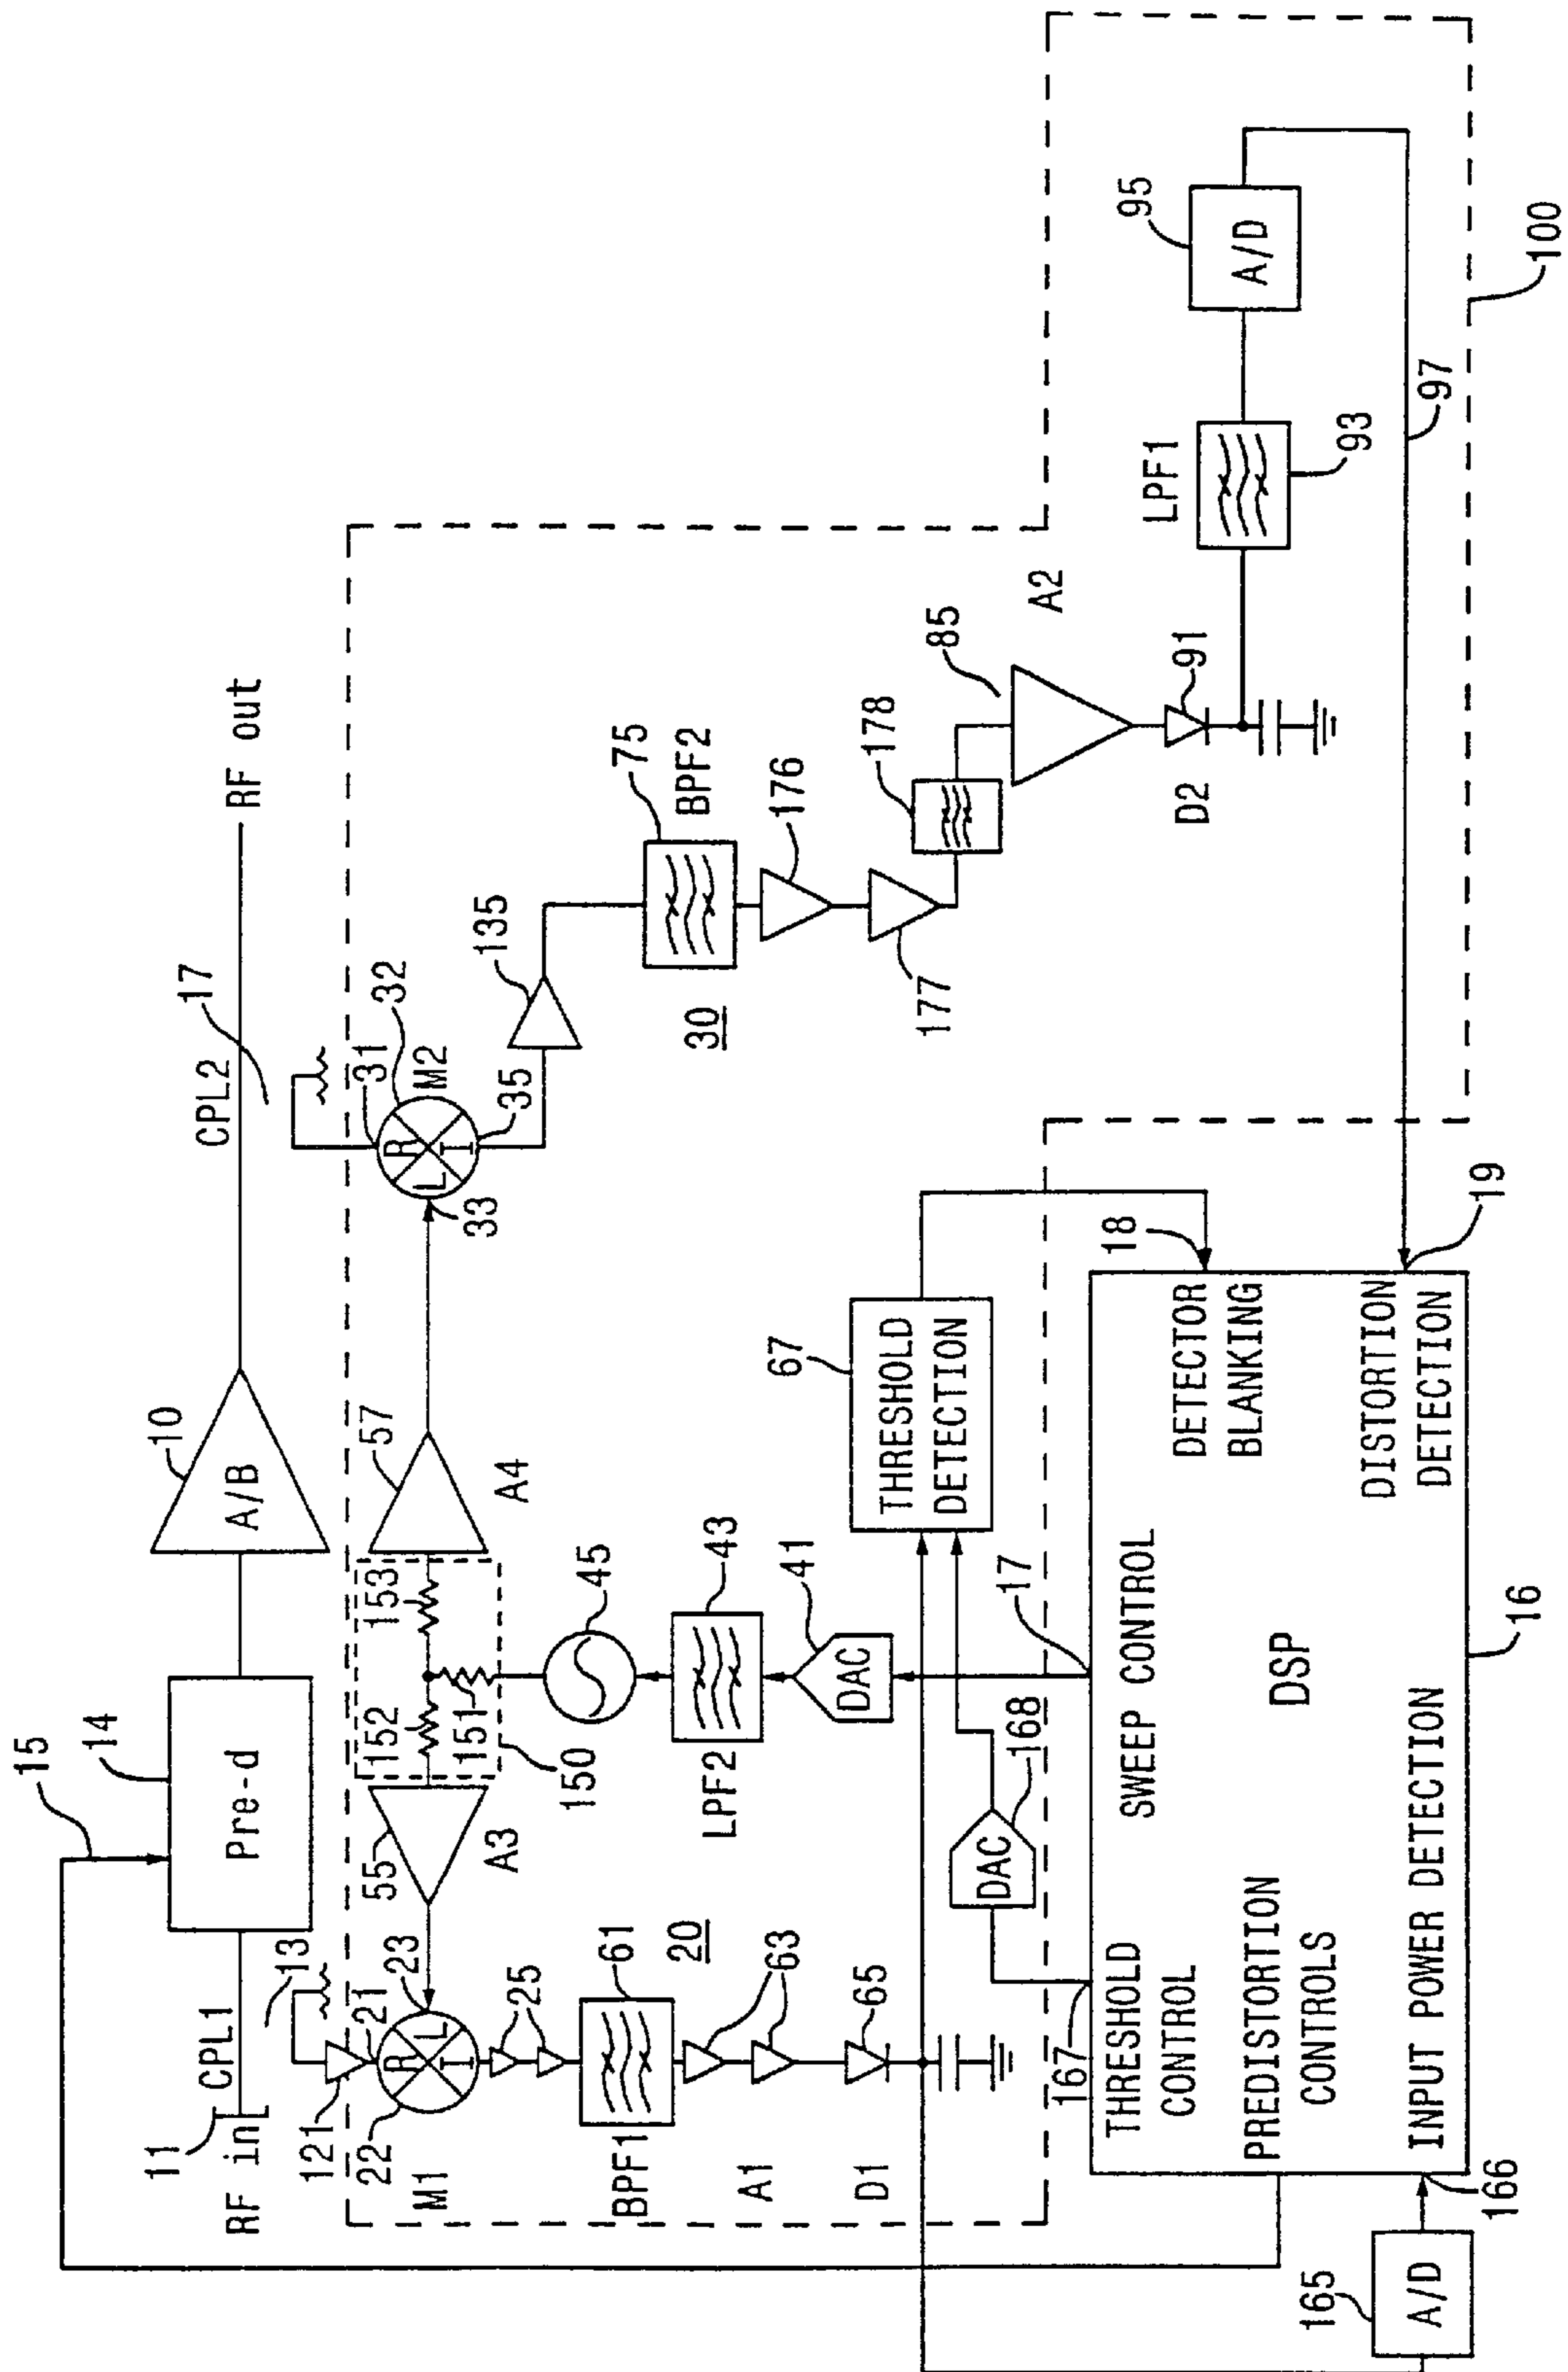 15
14
10
17
11
RF in
CPL1
13
Pre-d
A/B
CPL2
RF out
121
21
22
R
L
I
M1
23
55
A3
152
153
151
150
57
A4
31
R
L
I
32
M2
33
35
135
25
61
BPF1
20
63
A1
65
D1
45
43
LPF2
41
DAC
30
75
BPF2
176
177
178
85
A2
91
D2
LPF1
93
95
A/D
97
100
67
THRESHOLD
DETECTION
168
DAC
167
17
18
19
THRESHOLD
CONTROL
SWEEP CONTROL
DETECTOR
BLANKING
PREDISTORTION
CONTROLS
DSP
DISTORTION
DETECTION
INPUT POWER DETECTION
16
165
A/D
166